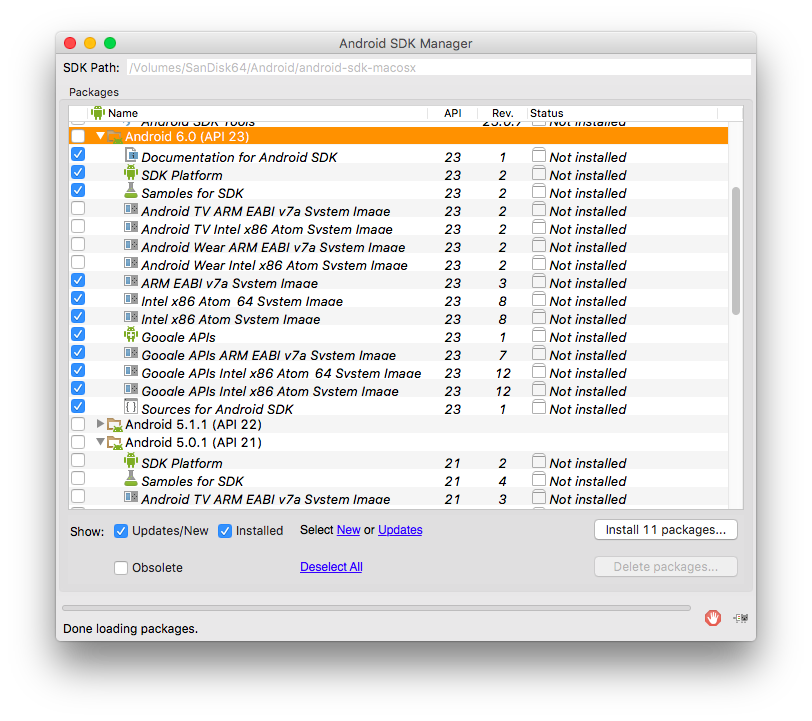 Android SDK Manager
SDK Path: /Volumes/SanDisk64/Android/android-sdk-macosx
Packages
Name API Rev. Status
Android SDK Tools Not installed
Android 6.0 (API 23)
Documentation for Android SDK 23 1 Not installed
SDK Platform 23 2 Not installed
Samples for SDK 23 2 Not installed
Android TV ARM EABI v7a System Image 23 2 Not installed
Android TV Intel x86 Atom System Image 23 2 Not installed
Android Wear ARM EABI v7a System Image 23 2 Not installed
Android Wear Intel x86 Atom System Image 23 2 Not installed
ARM EABI v7a System Image 23 3 Not installed
Intel x86 Atom_64 System Image 23 8 Not installed
Intel x86 Atom System Image 23 8 Not installed
Google APIs 23 1 Not installed
Google APIs ARM EABI v7a System Image 23 7 Not installed
Google APIs Intel x86 Atom_64 System Image 23 12 Not installed
Google APIs Intel x86 Atom System Image 23 12 Not installed
Sources for Android SDK 23 1 Not installed
Android 5.1.1 (API 22)
Android 5.0.1 (API 21)
SDK Platform 21 2 Not installed
Samples for SDK 21 4 Not installed
Android TV ARM EABI v7a System Image 21 3 Not installed
Show: Updates/New Installed Select New or Updates Install 11 packages...
Obsolete Deselect All Delete packages...
Done loading packages.